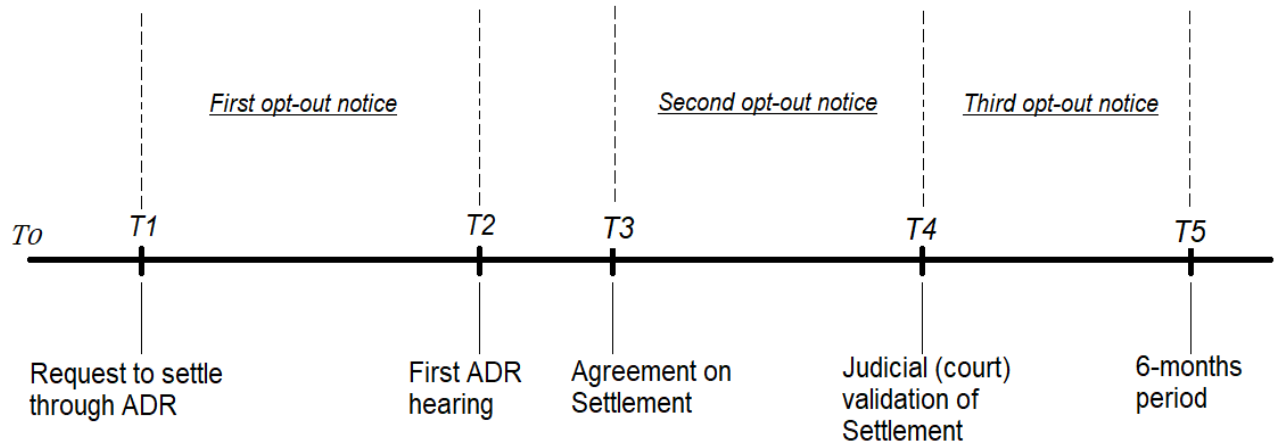 First opt-out notice
Second opt-out notice
Third opt-out notice
To
T1
T2
T3
T4
T5
Request to settle
through ADR
First ADR
hearing
Agreement on
Settlement
Judicial (court)
validation of
Settlement
6-months
period